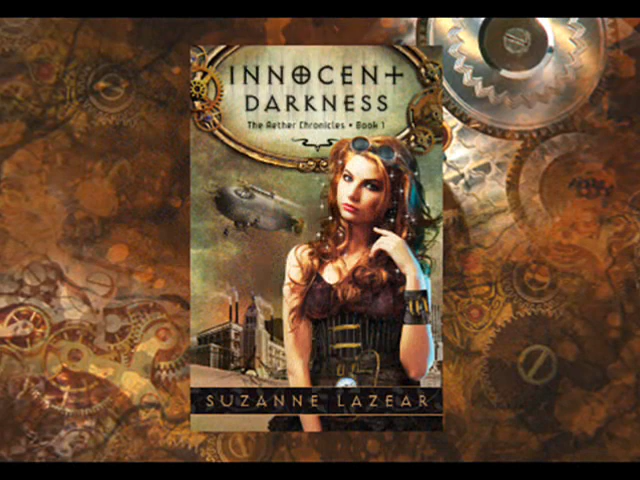 INNOCENT
DARKNESS
The Aether Chronicles • Book 1
SUZANNE LAZEAR